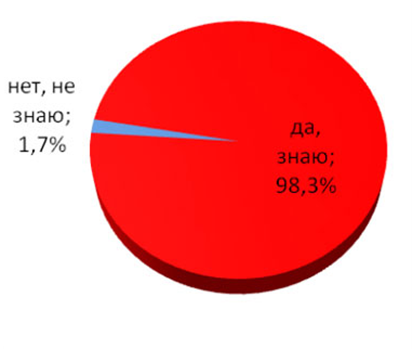 нет, не
знаю;
1,7%
да,
знаю;
98,3%